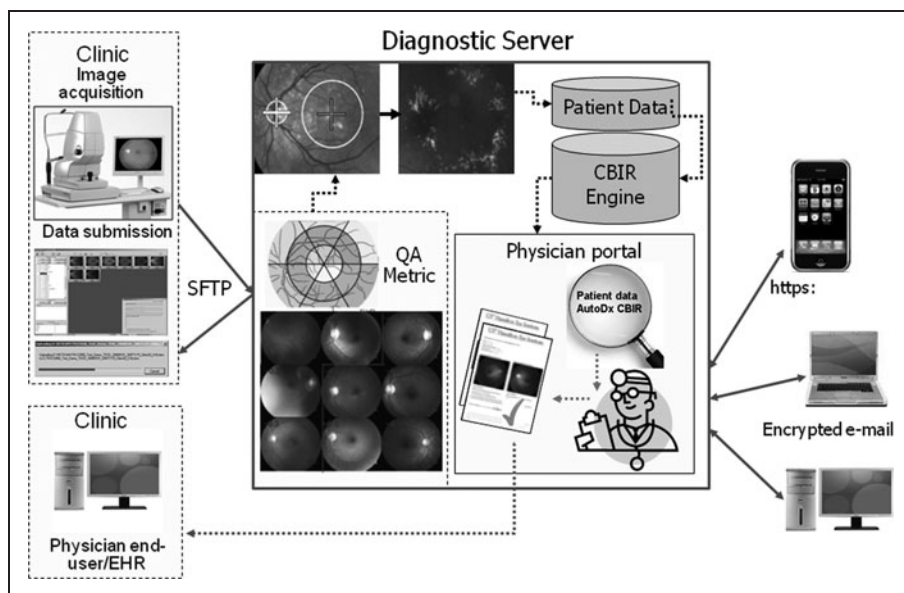 Diagnostic Server
Clinic
Image
acquisition
Data submission
SFTP
QA
Metric
Patient Data
CBIR
Engine
Physician portal
Patient data
AutoDx CBIR
https:
Encrypted e-mail
Clinic
Physician end-
user/EHR